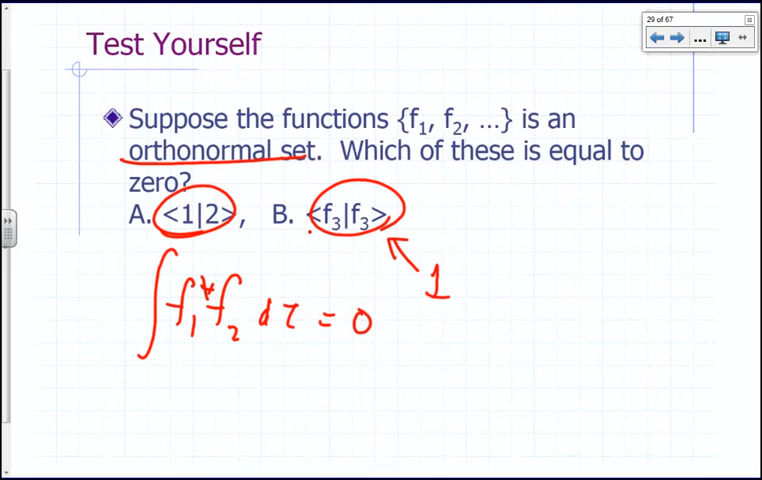 29 of 67
Test Yourself
Suppose the functions {f₁, f₂, …} is an
orthonormal set. Which of these is equal to
zero?
A. <1|2>, B. <f₃|f₃>
1
∫ f₁* f₂ dτ = 0